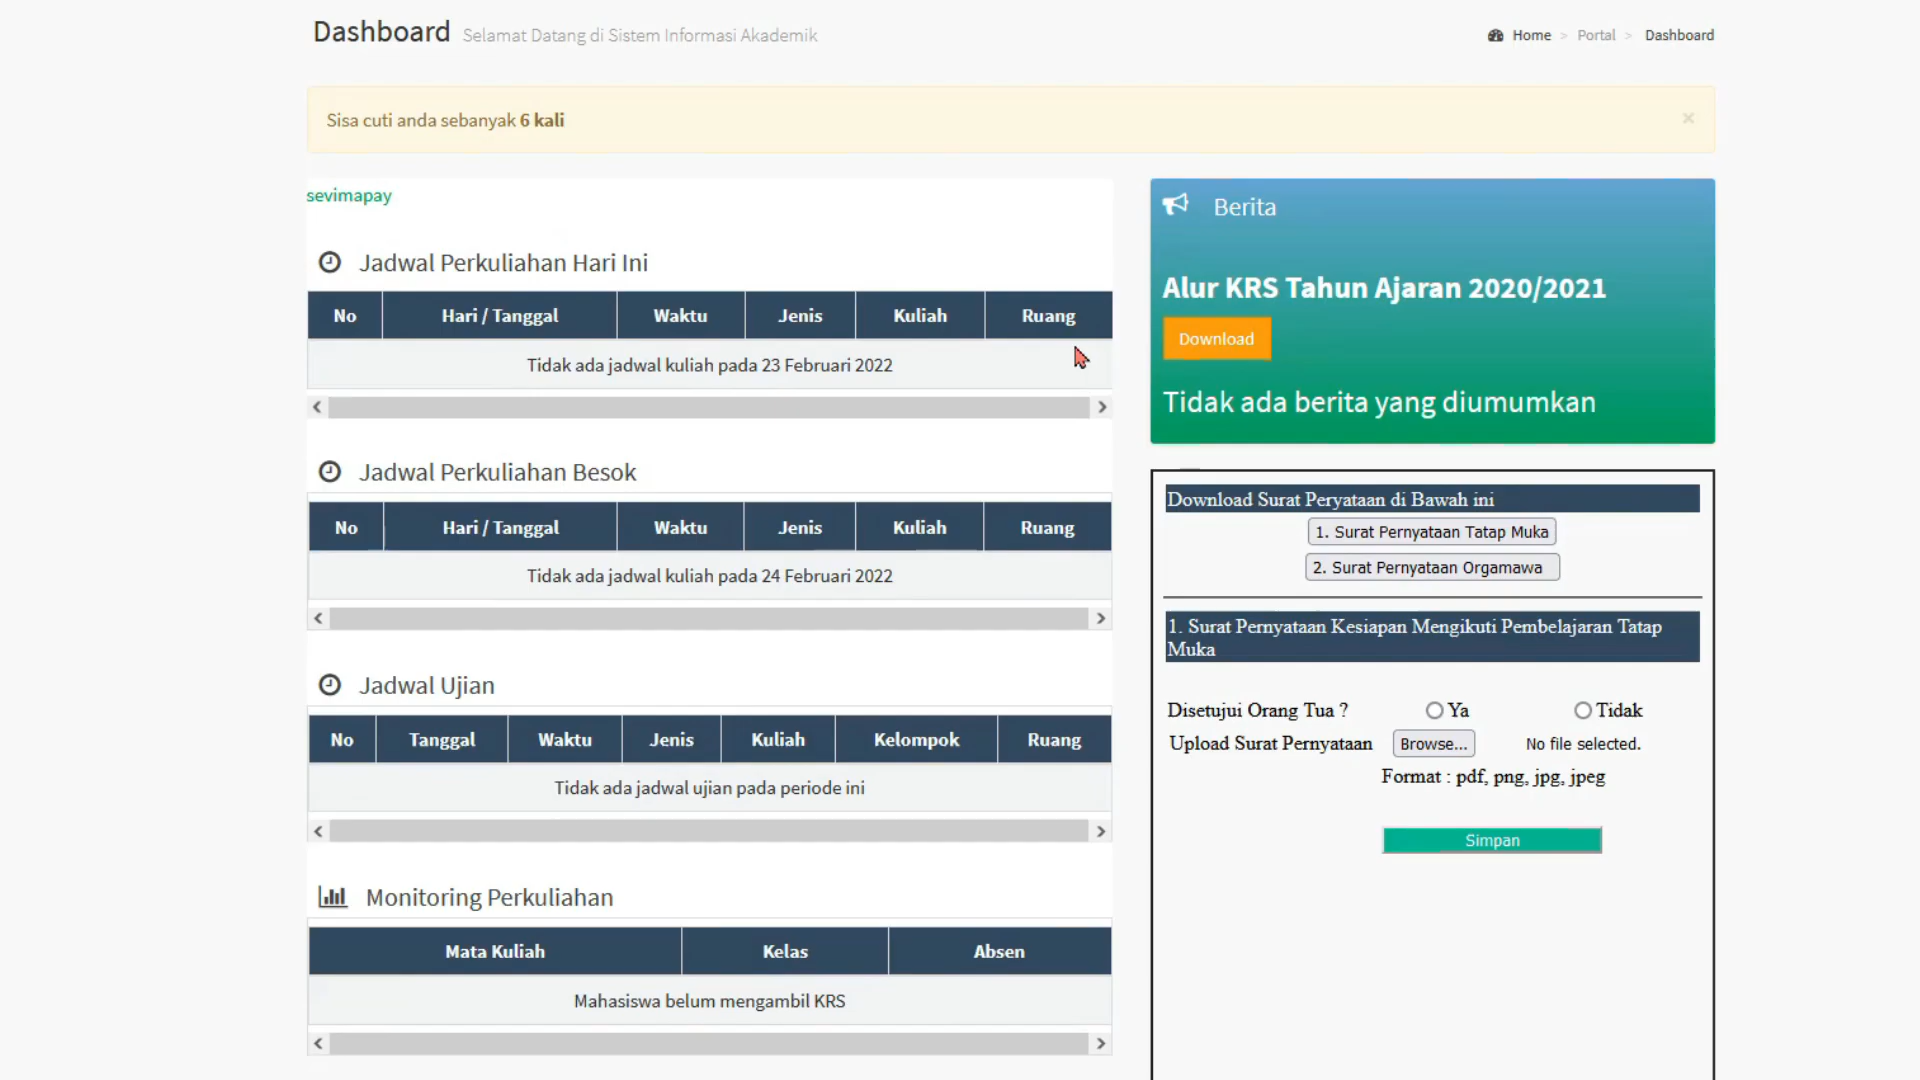 Dashboard Selamat Datang di Sistem Informasi Akademik
Home > Portal > Dashboard
Sisa cuti anda sebanyak 6 kali
×
sevimapay
Jadwal Perkuliahan Hari Ini
No Hari / Tanggal Waktu Jenis Kuliah Ruang
Tidak ada jadwal kuliah pada 23 Februari 2022
Jadwal Perkuliahan Besok
No Hari / Tanggal Waktu Jenis Kuliah Ruang
Tidak ada jadwal kuliah pada 24 Februari 2022
Jadwal Ujian
No Tanggal Waktu Jenis Kuliah Kelompok Ruang
Tidak ada jadwal ujian pada periode ini
Monitoring Perkuliahan
Mata Kuliah Kelas Absen
Mahasiswa belum mengambil KRS
Berita
Alur KRS Tahun Ajaran 2020/2021
Download
Tidak ada berita yang diumumkan
Download Surat Peryataan di Bawah ini
1. Surat Pernyataan Tatap Muka
2. Surat Pernyataan Orgamawa
1. Surat Pernyataan Kesiapan Mengikuti Pembelajaran Tatap
Muka
Disetujui Orang Tua ? Ya Tidak
Upload Surat Pernyataan Browse... No file selected.
Format : pdf, png, jpg, jpeg
Simpan